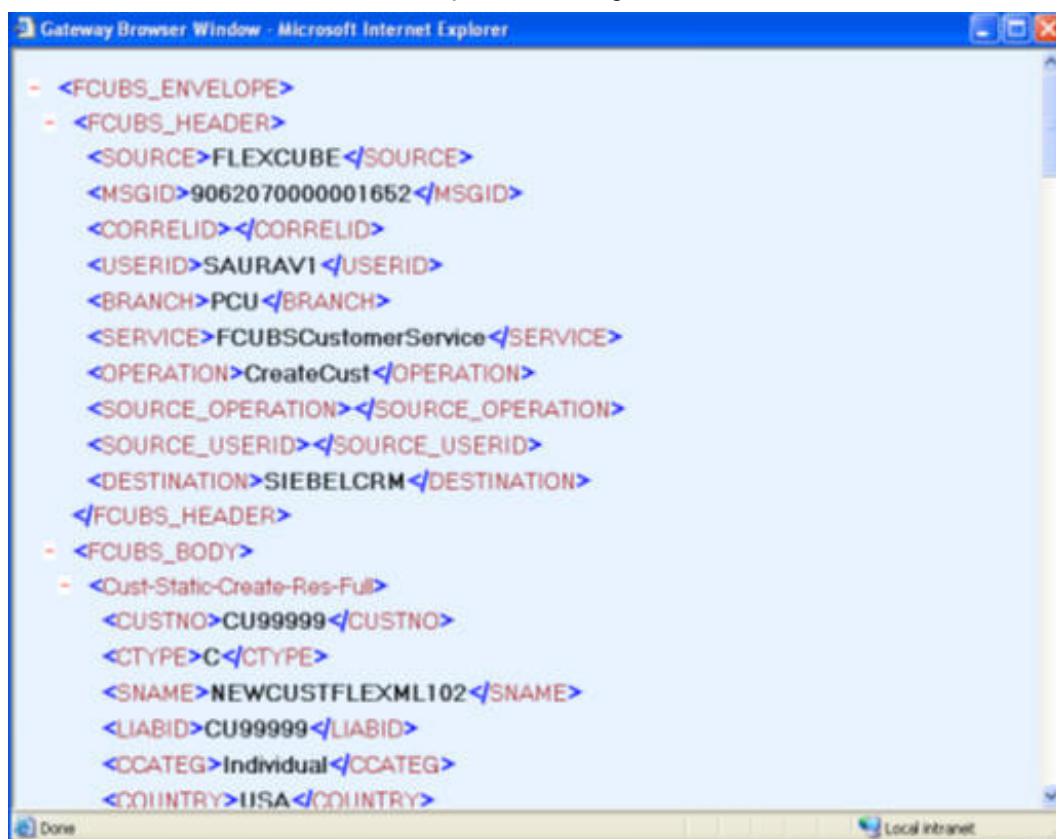 Gateway Browser Window - Microsoft Internet Explorer
- <FCUBS_ENVELOPE>
- <FCUBS_HEADER>
<SOURCE>FLEXCUBE</SOURCE>
<MSGID>9062070000001652</MSGID>
<CORRELID></CORRELID>
<USERID>SAURAV1</USERID>
<BRANCH>PCU</BRANCH>
<SERVICE>FCUBSCustomerService</SERVICE>
<OPERATION>CreateCust</OPERATION>
<SOURCE_OPERATION></SOURCE_OPERATION>
<SOURCE_USERID></SOURCE_USERID>
<DESTINATION>SIEBELCRM</DESTINATION>
</FCUBS_HEADER>
- <FCUBS_BODY>
- <Cust-Static-Create-Res-Full>
<CUSTNO>CU99999</CUSTNO>
<CTYPE>C</CTYPE>
<SNAME>NEWCUSTFLEXML102</SNAME>
<LIABID>CU99999</LIABID>
<CCATEG>Individual</CCATEG>
<COUNTRY>USA</COUNTRY>
Done Local intranet